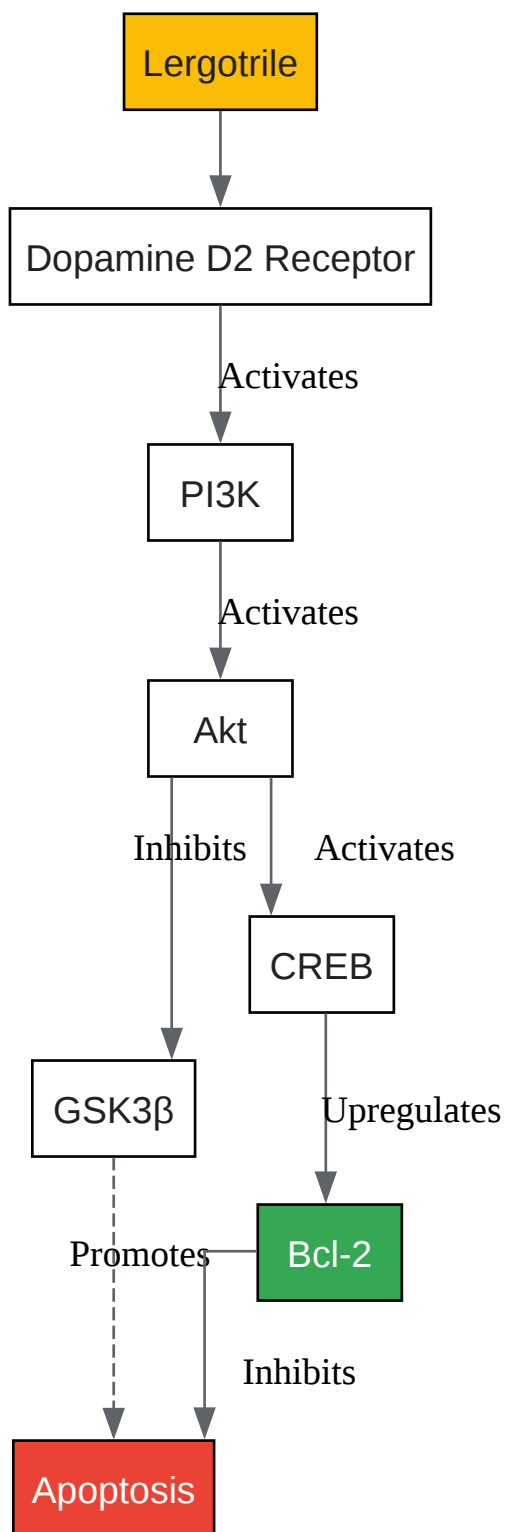 Lergotrile
Dopamine D2 Receptor
Activates
PI3K
Activates
Akt
Inhibits
Activates
CREB
GSK3β
Upregulates
Promotes
Bcl-2
Inhibits
Apoptosis